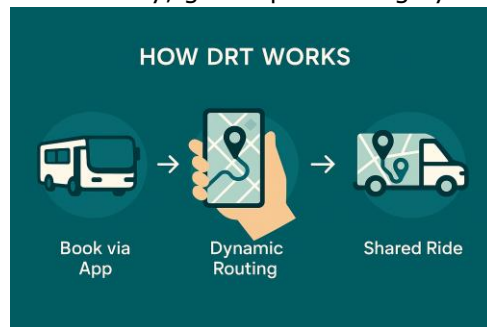 HOW DRT WORKS
Book via
App
Dynamic
Routing
Shared Ride